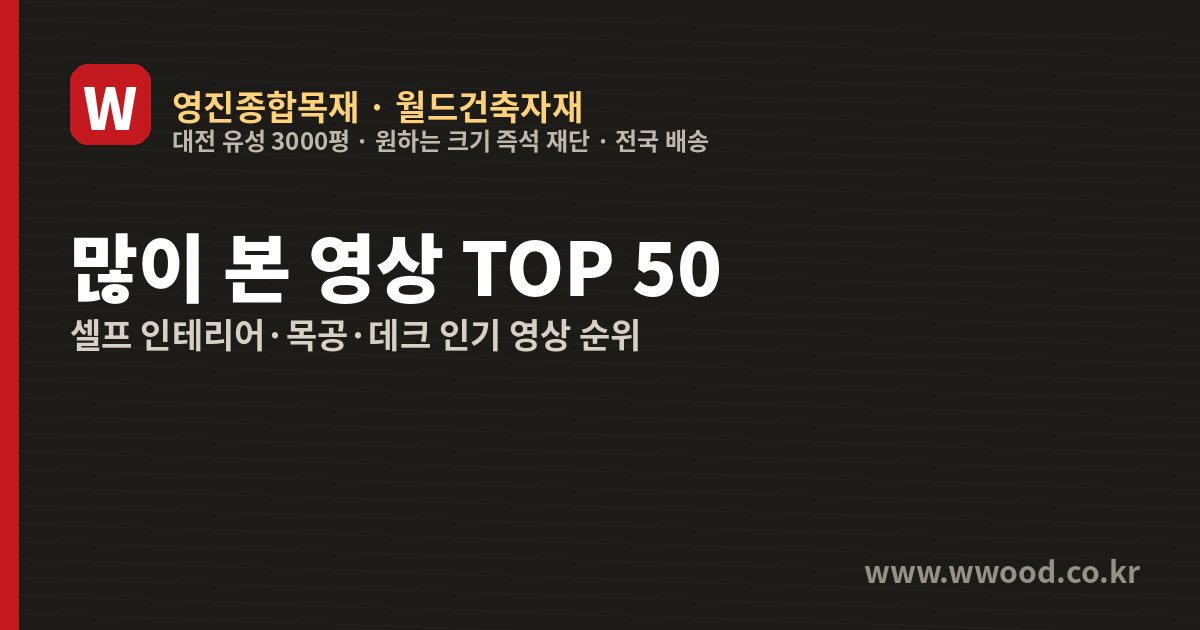 W
영진종합목재 · 월드건축자재
대전 유성 3000평 · 원하는 크기 즉석 재단 · 전국 배송
많이 본 영상 TOP 50
셀프 인테리어·목공·데크 인기 영상 순위
www.wwood.co.kr